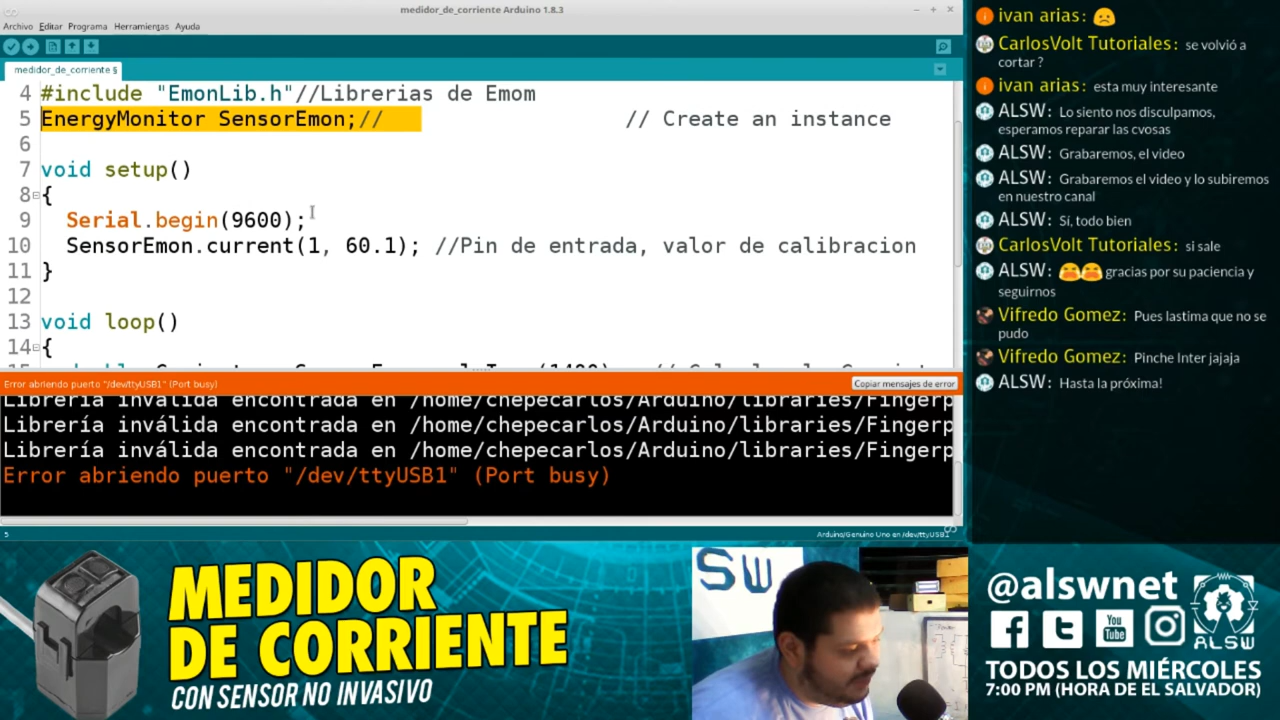 medidor_de_corriente Arduino 1.8.3
Archivo Editar Programa Herramientas Ayuda
medidor_de_corriente §
4 #include "EmonLib.h"//Librerias de Emom
5 EnergyMonitor SensorEmon;// // Create an instance
6
7 void setup()
8 {
9 Serial.begin(9600);
10 SensorEmon.current(1, 60.1); //Pin de entrada, valor de calibracion
11 }
12
13 void loop()
14 {
Error abriendo puerto "/dev/ttyUSB1" (Port busy)
Copiar mensajes de error
Librería inválida encontrada en /home/chepecarlos/Arduino/libraries/Fingerp
Librería inválida encontrada en /home/chepecarlos/Arduino/libraries/Fingerp
Librería inválida encontrada en /home/chepecarlos/Arduino/libraries/Fingerp
Error abriendo puerto "/dev/ttyUSB1" (Port busy)
5
Arduino/Genuino Uno en /dev/ttyUSB1
ivan arias:
CarlosVolt Tutoriales: se volvió a
cortar ?
ivan arias: esta muy interesante
ALSW: Lo siento nos disculpamos,
esperamos reparar las cvosas
ALSW: Grabaremos, el video
ALSW: Grabaremos el video y lo subiremos
en nuestro canal
ALSW: Sí, todo bien
CarlosVolt Tutoriales: si sale
ALSW: gracias por su paciencia y
seguirnos
Vifredo Gomez: Pues lastima que no se
pudo
Vifredo Gomez: Pinche Inter jajaja
ALSW: Hasta la próxima!
MEDIDOR
DE CORRIENTE
CON SENSOR NO INVASIVO
SW
@alswnet
You
Tube
ALSW
TODOS LOS MIÉRCOLES
7:00 PM (HORA DE EL SALVADOR)